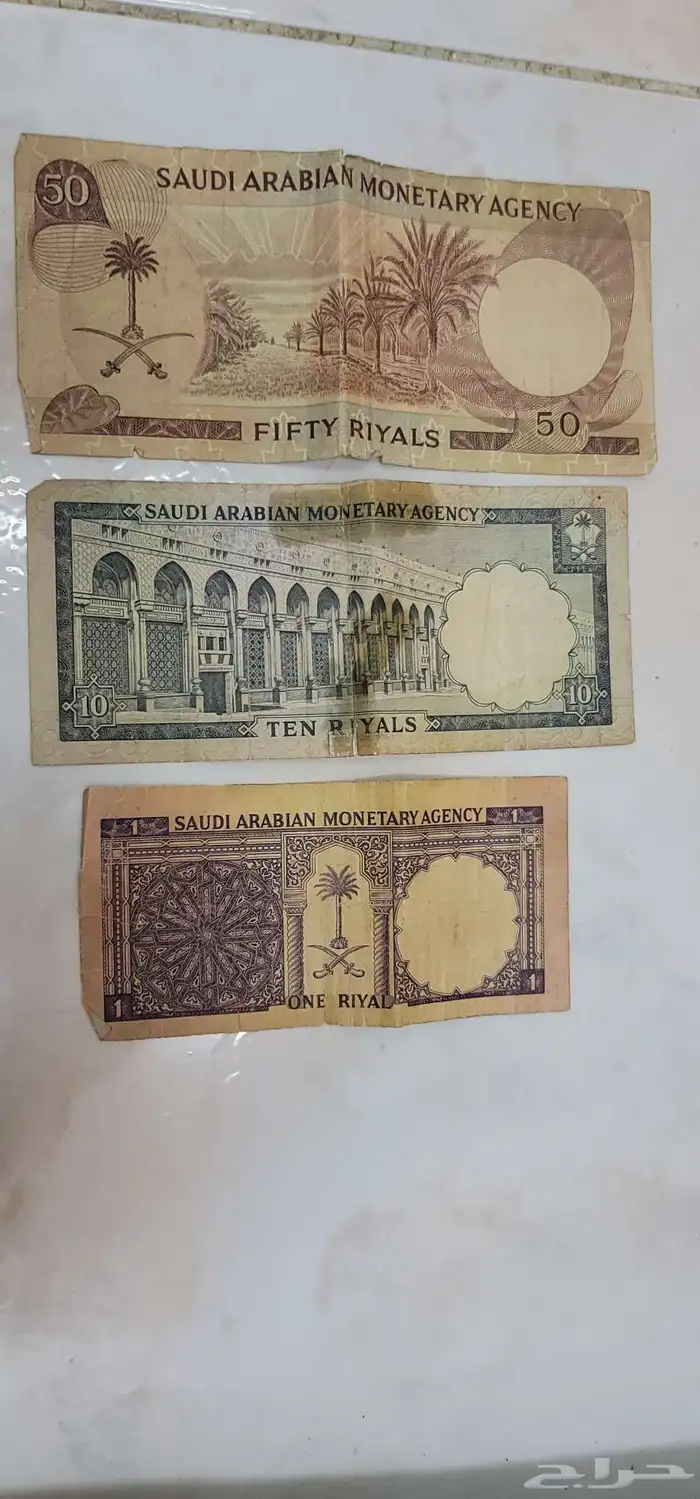 50
SAUDI ARABIAN MONETARY AGENCY
FIFTY RIYALS
50
SAUDI ARABIAN MONETARY AGENCY
10
TEN RIYALS
10
1
SAUDI ARABIAN MONETARY AGENCY
1
1
ONE RIYAL
1
حراج